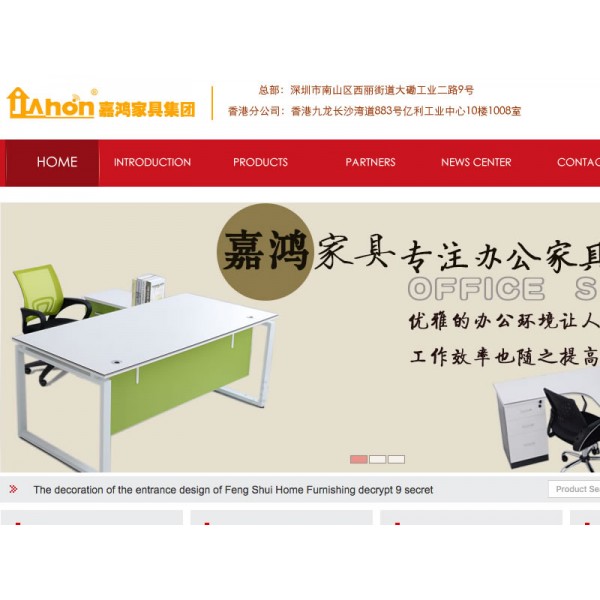 Jiahon®嘉鸿家具集团
总部：深圳市南山区西丽街道大磡工业二路9号
香港分公司：香港九龙长沙湾道883号亿利工业中心10楼1008室
HOME INTRODUCTION PRODUCTS PARTNERS NEWS CENTER CONTAC
嘉鸿家具专注办公家具
OFFICE S
优雅的办公环境让人
工作效率也随之提高
The decoration of the entrance design of Feng Shui Home Furnishing decrypt 9 secret
Product Sea